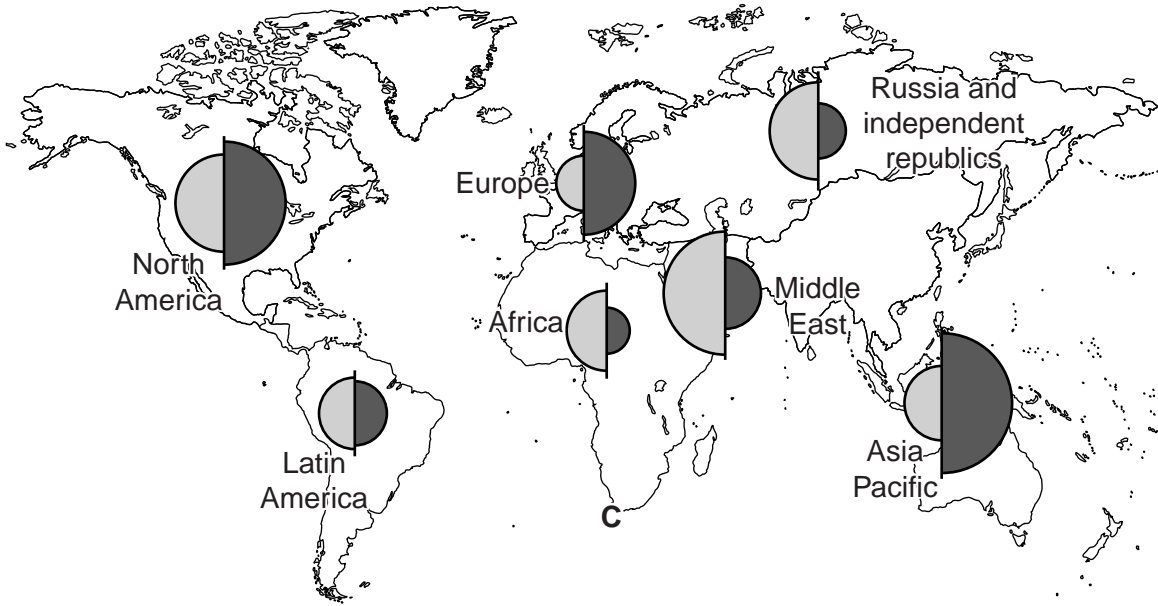 Russia and
independent
republics
Europe
North
America
Middle
East
Africa
Latin
America
Asia
Pacific
C